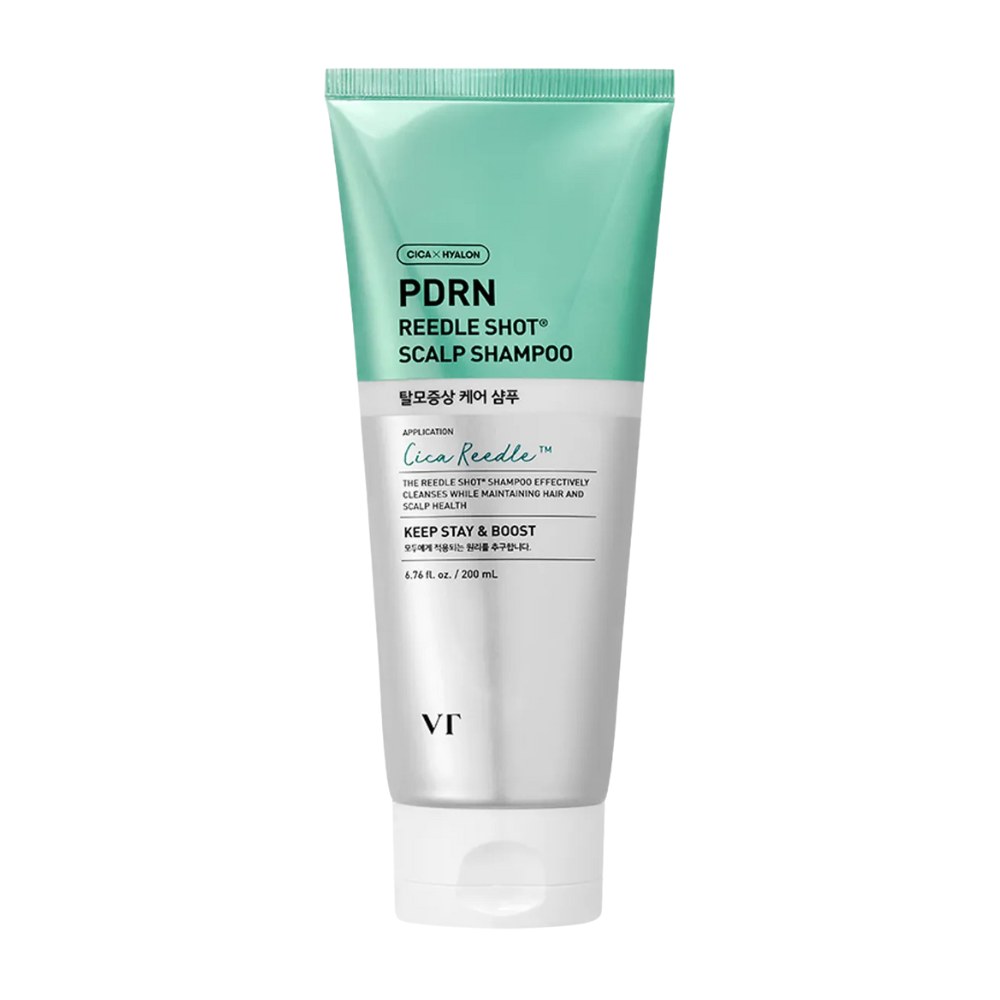 CICA×HYALON
PDRN
REEDLE SHOT®
SCALP SHAMPOO
탈모증상 케어 샴푸
APPLICATION
Cica Reedle™
THE REEDLE SHOT® SHAMPOO EFFECTIVELY
CLEANSES WHILE MAINTAINING HAIR AND
SCALP HEALTH
KEEP STAY & BOOST
모두에게 적용되는 원리를 추구합니다.
6.76 fl. oz. / 200 mL
VT